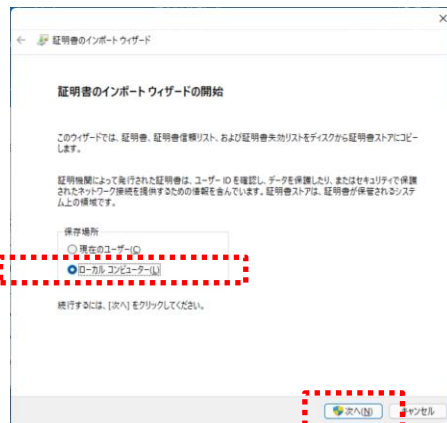 証明書のインポート ウィザード
証明書のインポート ウィザードの開始
このウィザードでは、証明書、証明書信頼リスト、および証明書失効リストをディスクから証明書ストアにコピー
します。
証明機関によって発行された証明書は、ユーザー ID を確認し、データを保護したり、またはセキュリティで保護
されたネットワーク接続を提供するための情報を含んでいます。証明書ストアは、証明書が保管されるシステ
ム上の領域です。
保存場所
現在のユーザー(C)
ローカル コンピューター(L)
続行するには、[次へ] をクリックしてください。
次へ(N) キャンセル